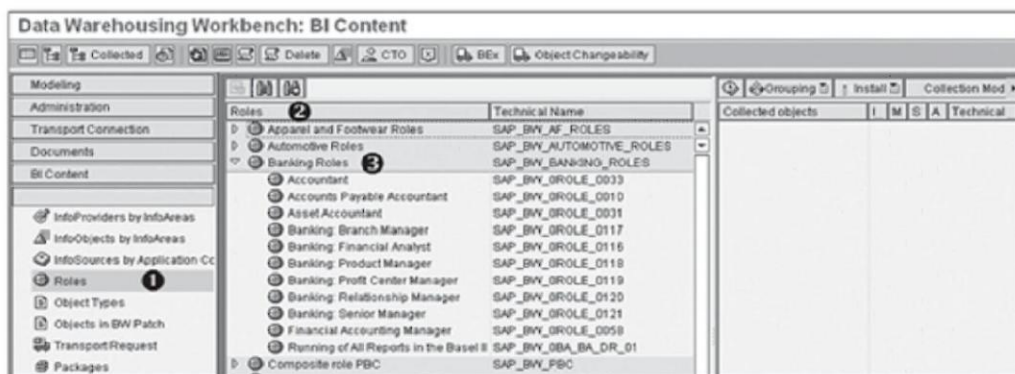 Data Warehousing Workbench: BI Content
Collected Delete CTO BEx Object Changeability
Modeling
Administration
Transport Connection
Documents
BI Content
InfoProviders by InfoAreas
InfoObjects by InfoAreas
InfoSources by Application Co
Roles 1
Object Types
Objects in BW Patch
Transport Request
Packages
Roles 2 Technical Name
Apparel and Footwear Roles SAP_BW_AF_ROLES
Automotive Roles SAP_BW_AUTOMOTIVE_ROLES
Banking Roles 3 SAP_BW_BANKING_ROLES
Accountant SAP_BW_0ROLE_0033
Accounts Payable Accountant SAP_BW_0ROLE_0010
Asset Accountant SAP_BW_0ROLE_0031
Banking: Branch Manager SAP_BW_0ROLE_0117
Banking: Financial Analyst SAP_BW_0ROLE_0116
Banking: Product Manager SAP_BW_0ROLE_0118
Banking: Profit Center Manager SAP_BW_0ROLE_0119
Banking: Relationship Manager SAP_BW_0ROLE_0120
Banking: Senior Manager SAP_BW_0ROLE_0121
Financial Accounting Manager SAP_BW_0ROLE_0058
Running of All Reports in the Basel II SAP_BW_0BA_BA_DR_01
Composite role PBC SAP_BW_PBC
Grouping Install Collection Mod
Collected objects I M S A Technical